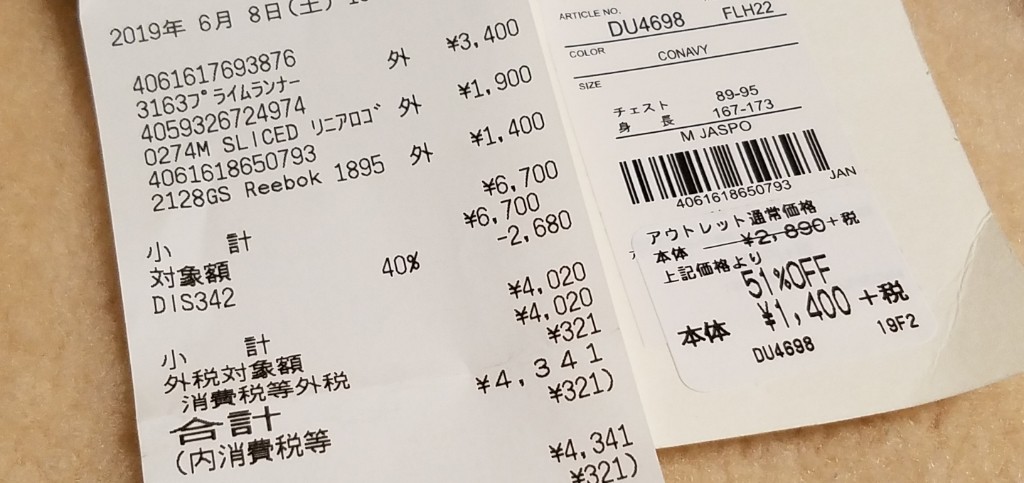 2019年 6月 8日(土)
4061617693876 外 ¥3,400
3163プライムランナー
4059326724974 外 ¥1,900
0274M SLICED リニアロゴ
4061618650793 外 ¥1,400
2128GS Reebok 1895
小 計 ¥6,700
対象額 ¥6,700
DIS342 40% -2,680
小 計 ¥4,020
外税対象額 ¥4,020
消費税等外税 ¥321
合計 ¥4,341
(内消費税等 ¥321)
¥4,341
¥321)
ARTICLE NO. DU4698 FLH22
COLOR CONAVY
SIZE
チェスト 89-95
身 長 167-173
M JASPO
4061618650793 JAN
アウトレット通常価格
本体 ¥2,890+税
上記価格より
51%OFF
本体 ¥1,400+税
DU4698 19F2